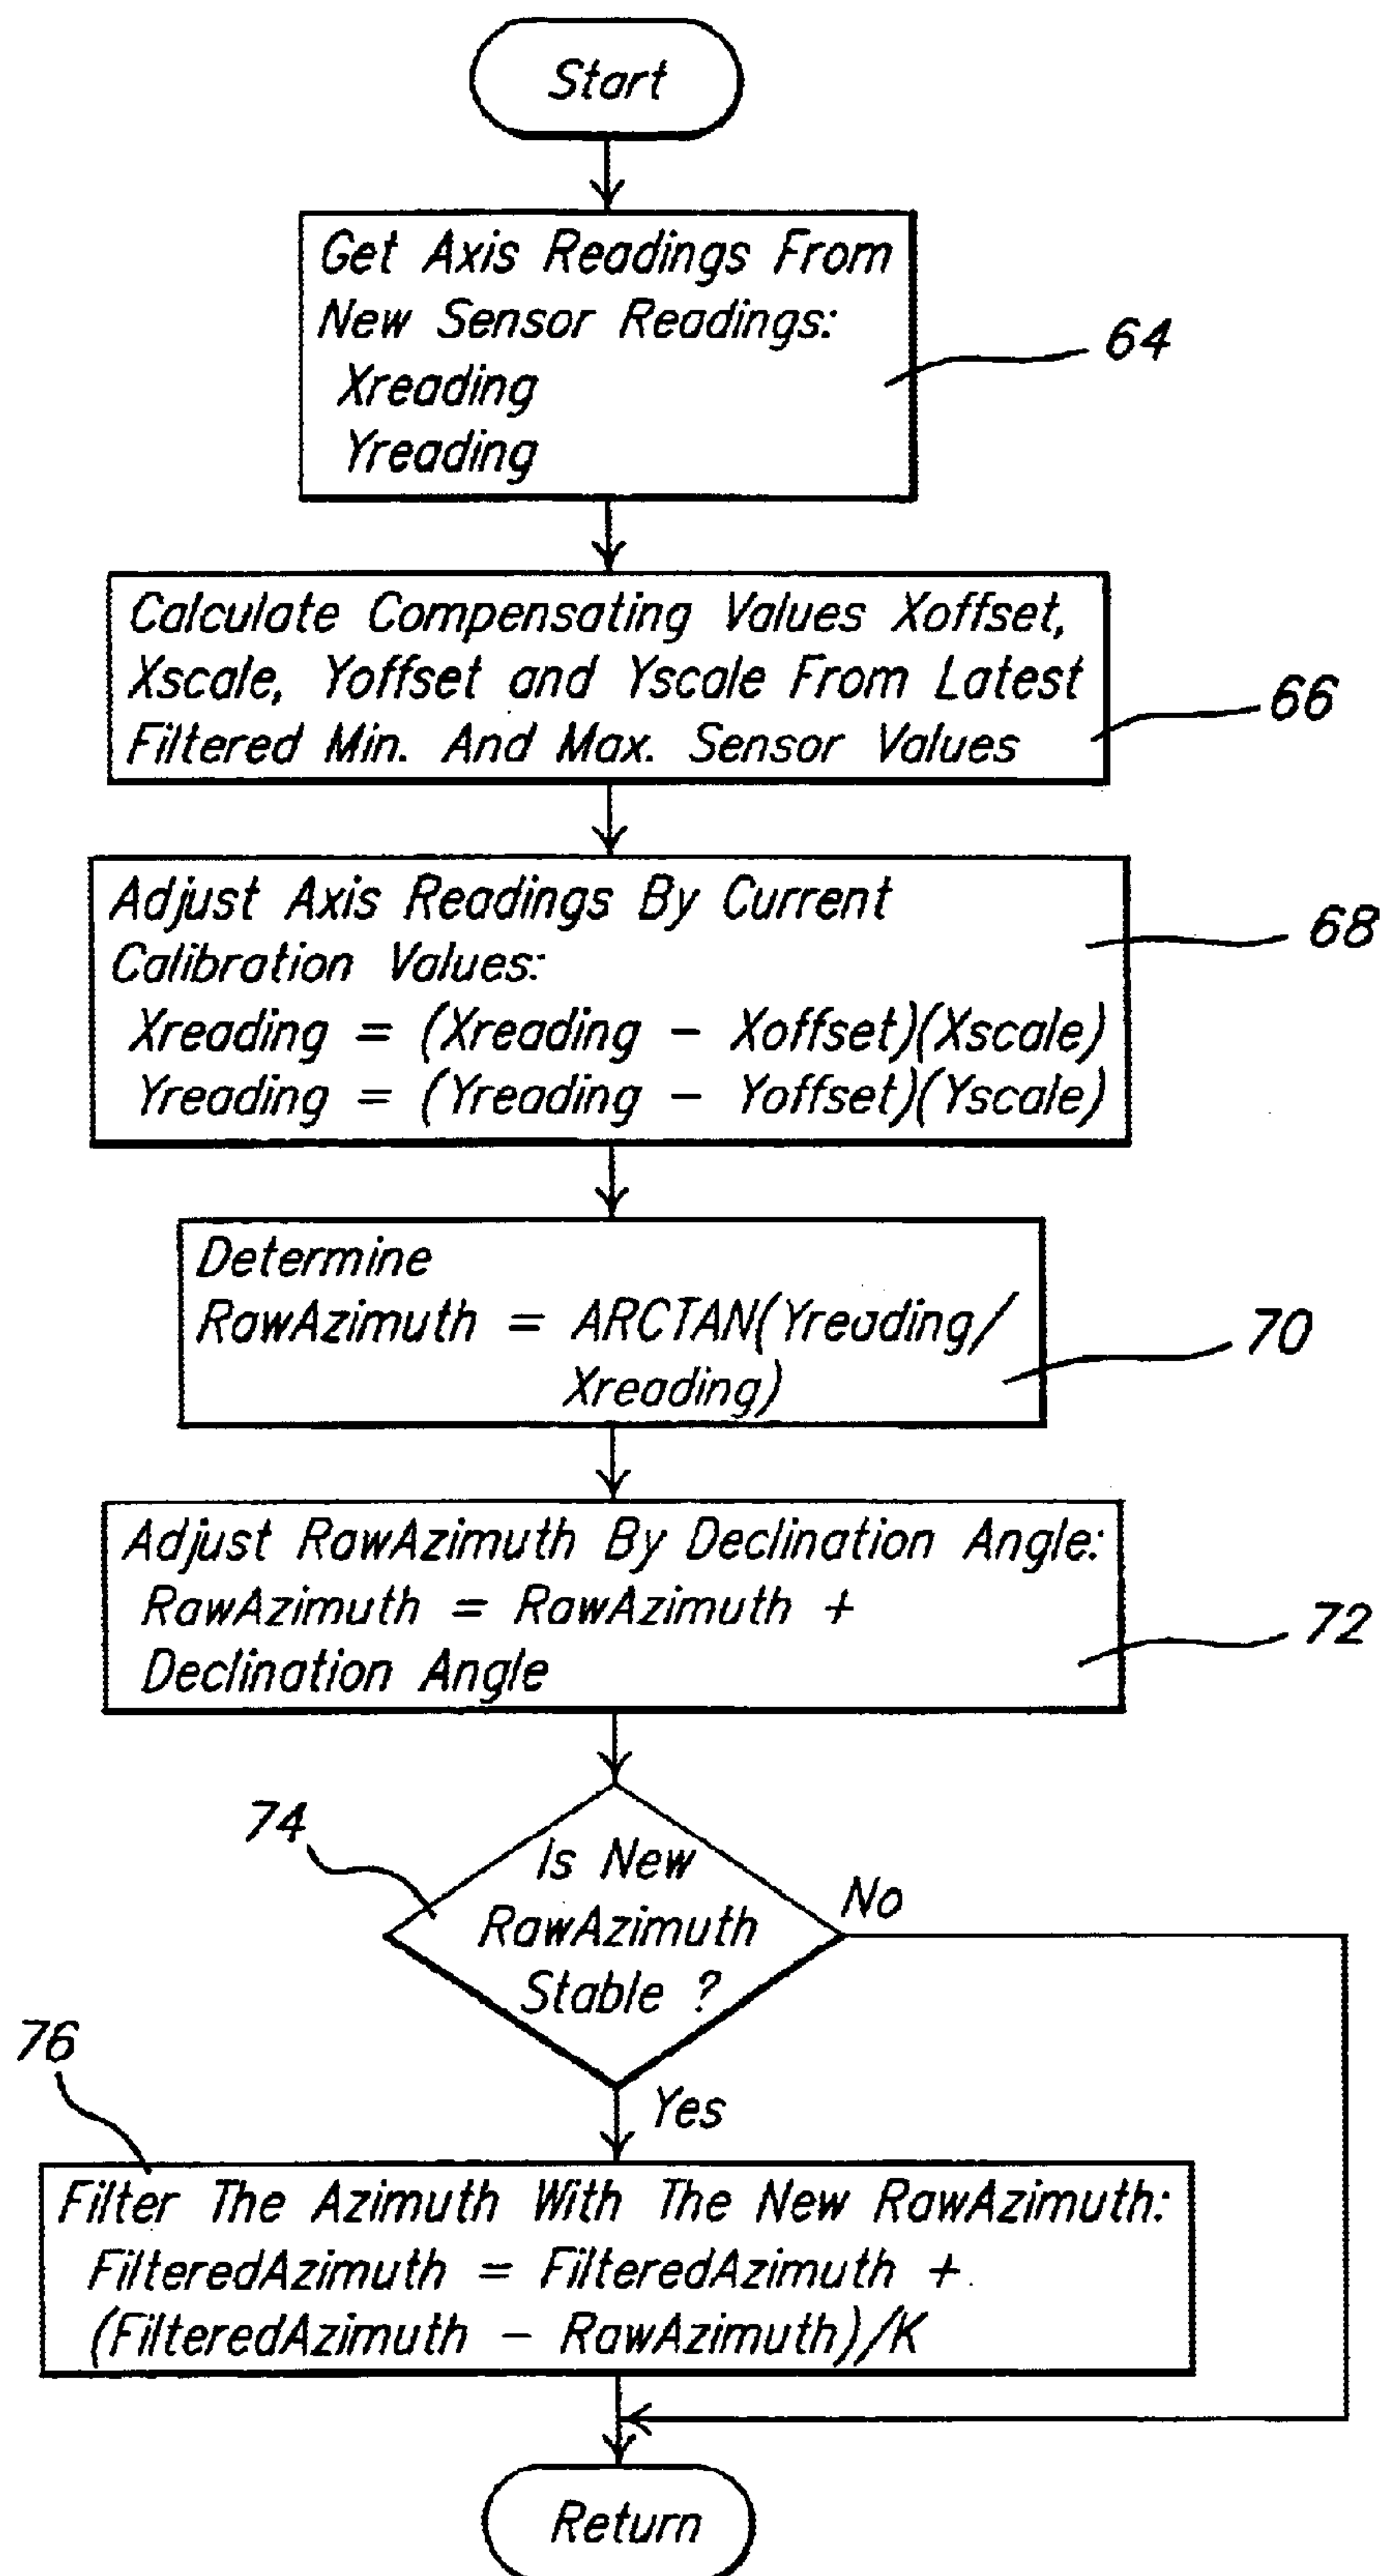 Start
Get Axis Readings From
New Sensor Readings:
Xreading
Yreading
64
Calculate Compensating Values Xoffset,
Xscale, Yoffset and Yscale From Latest
Filtered Min. And Max. Sensor Values
66
Adjust Axis Readings By Current
Calibration Values:
Xreading = (Xreading - Xoffset)(Xscale)
Yreading = (Yreading - Yoffset)(Yscale)
68
Determine
RawAzimuth = ARCTAN(Yreading/
Xreading)
70
Adjust RawAzimuth By Declination Angle:
RawAzimuth = RawAzimuth +
Declination Angle
72
74
Is New
RawAzimuth
Stable ?
No
Yes
76
Filter The Azimuth With The New RawAzimuth:
FilteredAzimuth = FilteredAzimuth +
(FilteredAzimuth - RawAzimuth)/K
Return